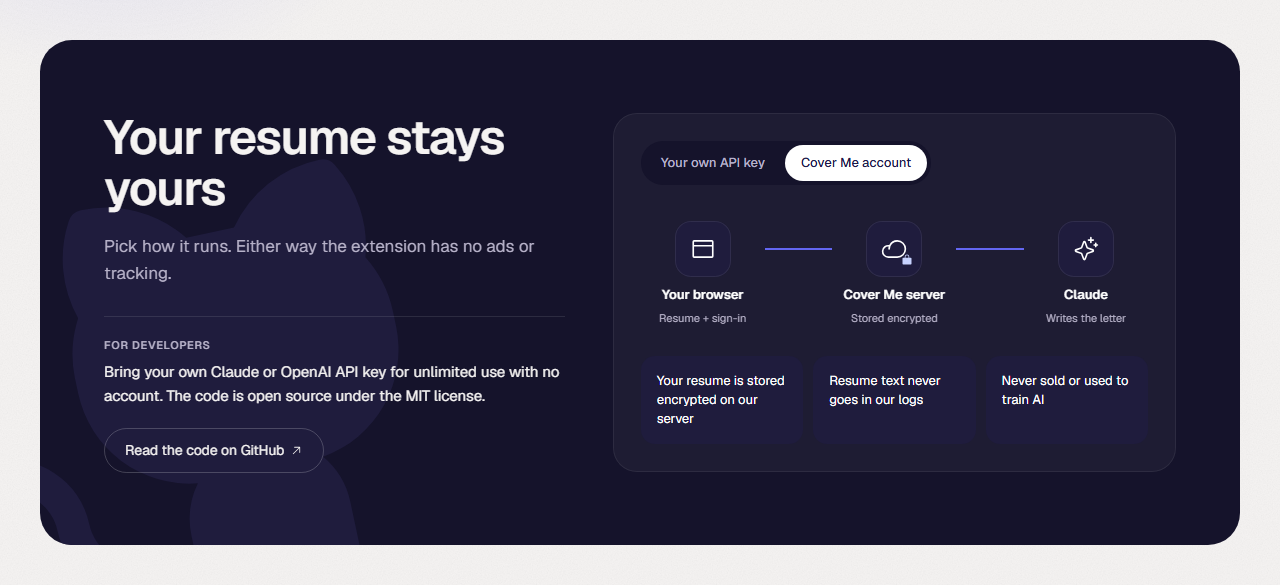 Your resume stays
yours
Pick how it runs. Either way the extension has no ads or
tracking.
FOR DEVELOPERS
Bring your own Claude or OpenAI API key for unlimited use with no
account. The code is open source under the MIT license.
Read the code on GitHub ↗
Your own API key
Cover Me account
Your browser
Resume + sign-in
Cover Me server
Stored encrypted
Claude
Writes the letter
Your resume is stored
encrypted on our
server
Resume text never
goes in our logs
Never sold or used to
train AI